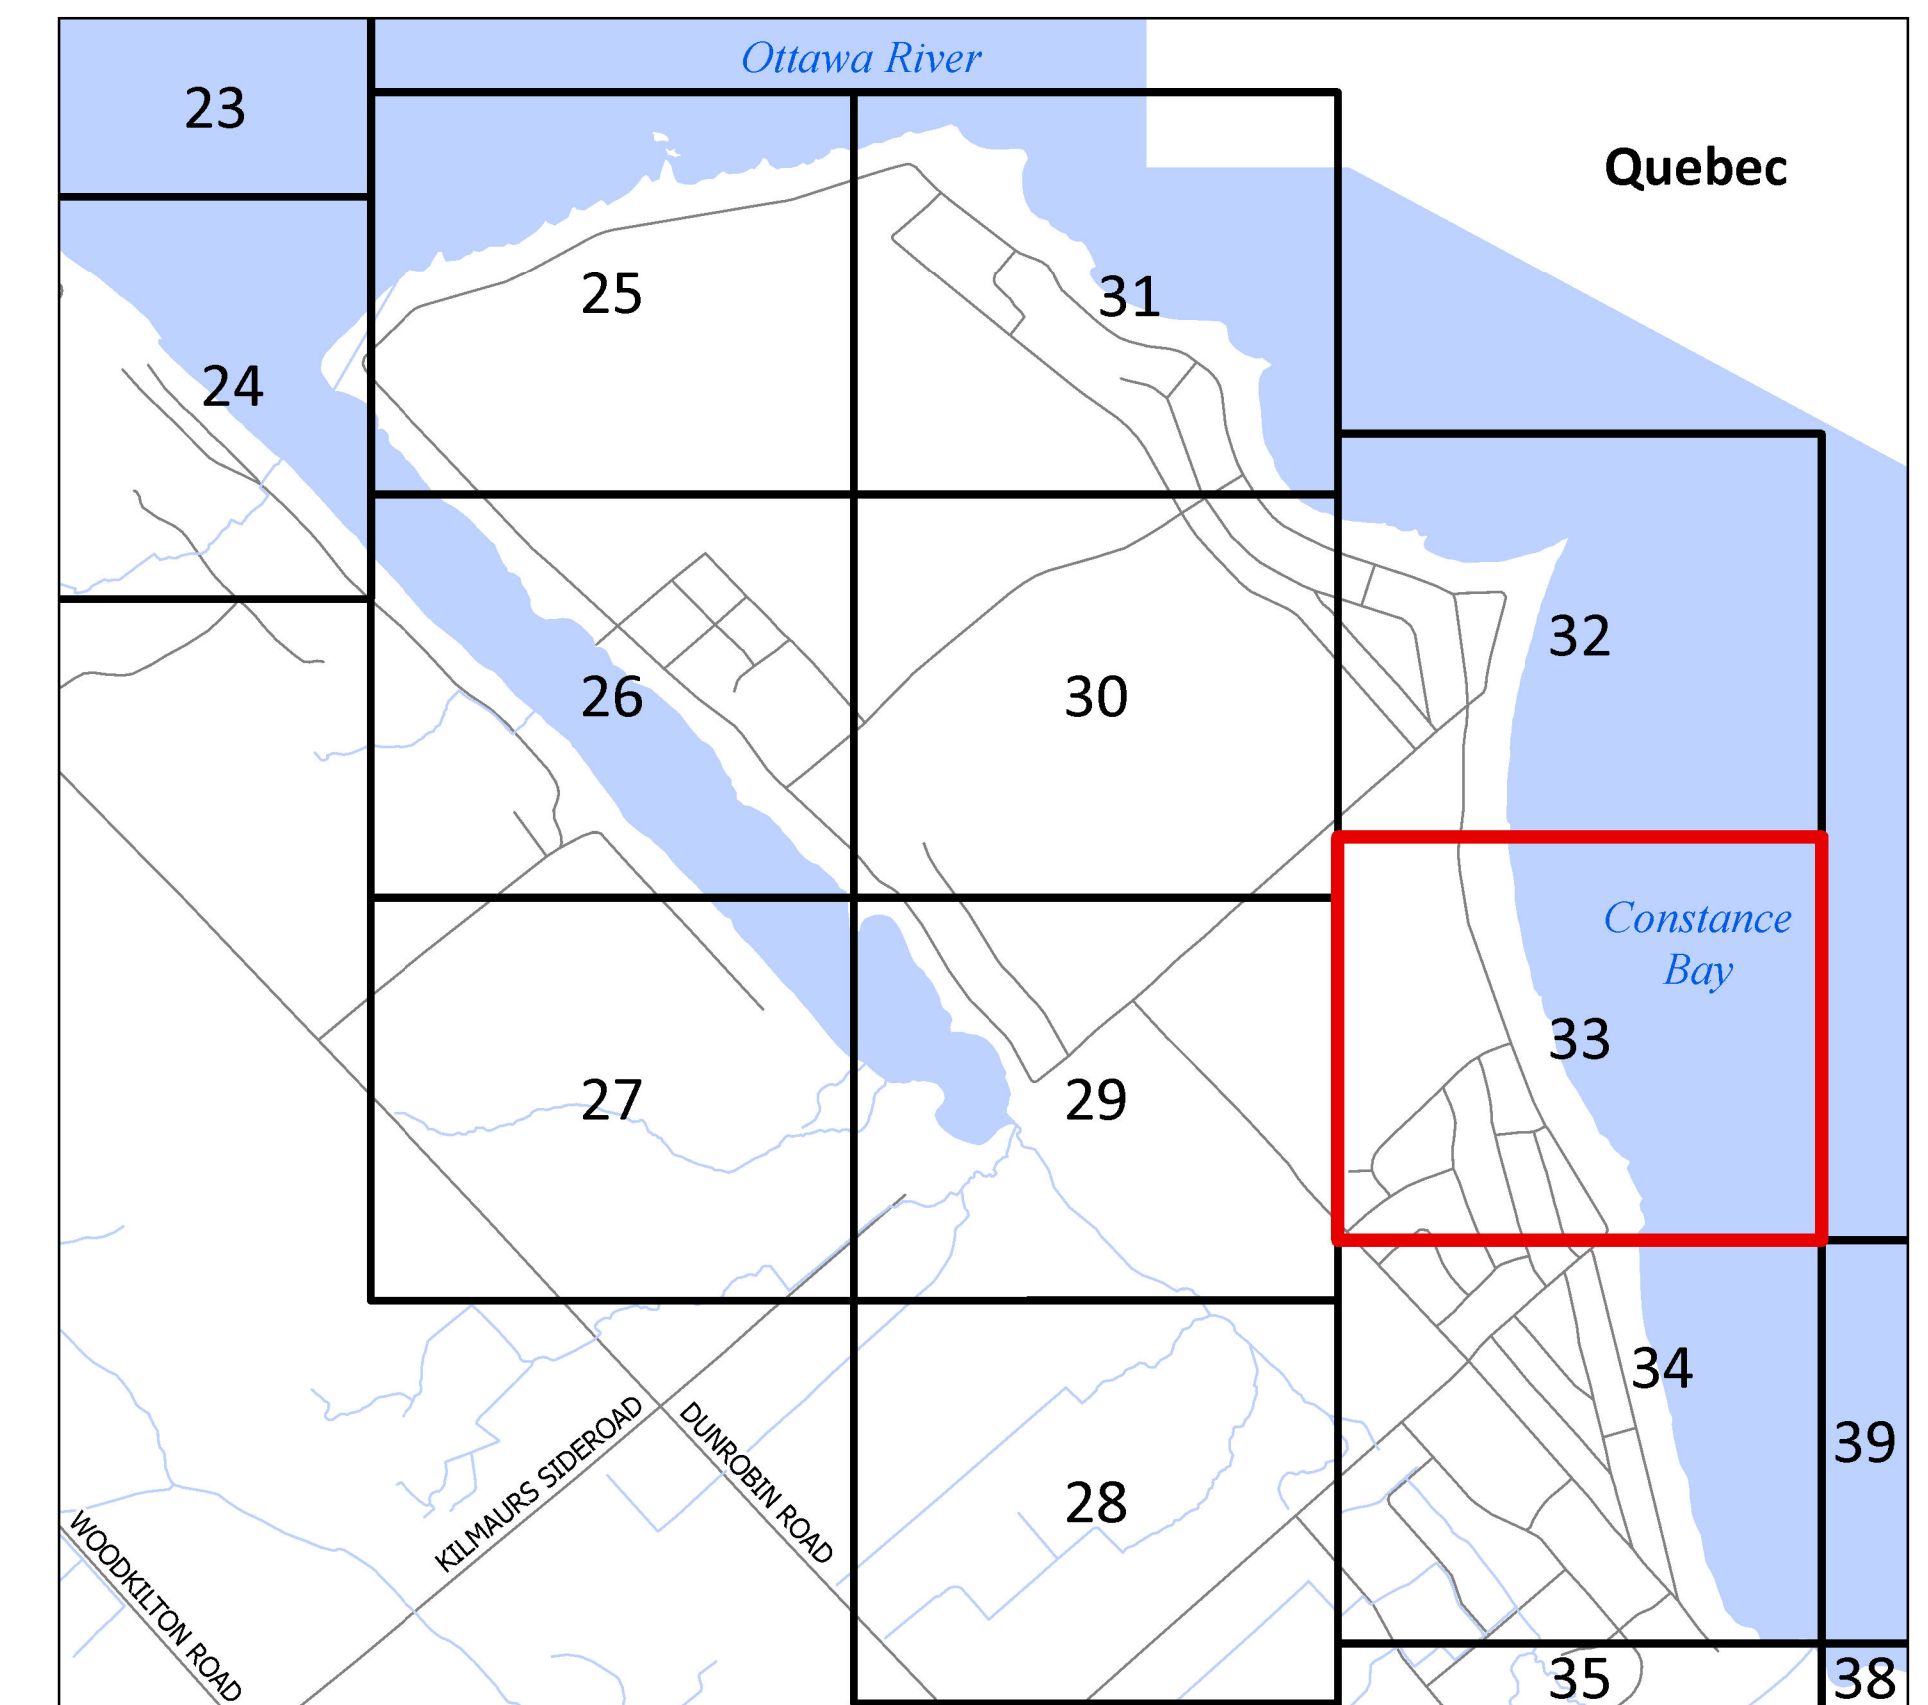 Ottawa River
23
Quebec
25
31
24
32
26
30
Constance
Bay
33
27
29
34
KILMAURS SIDEROAD
DUNROBIN ROAD
39
28
WOODKILTON ROAD
35
38